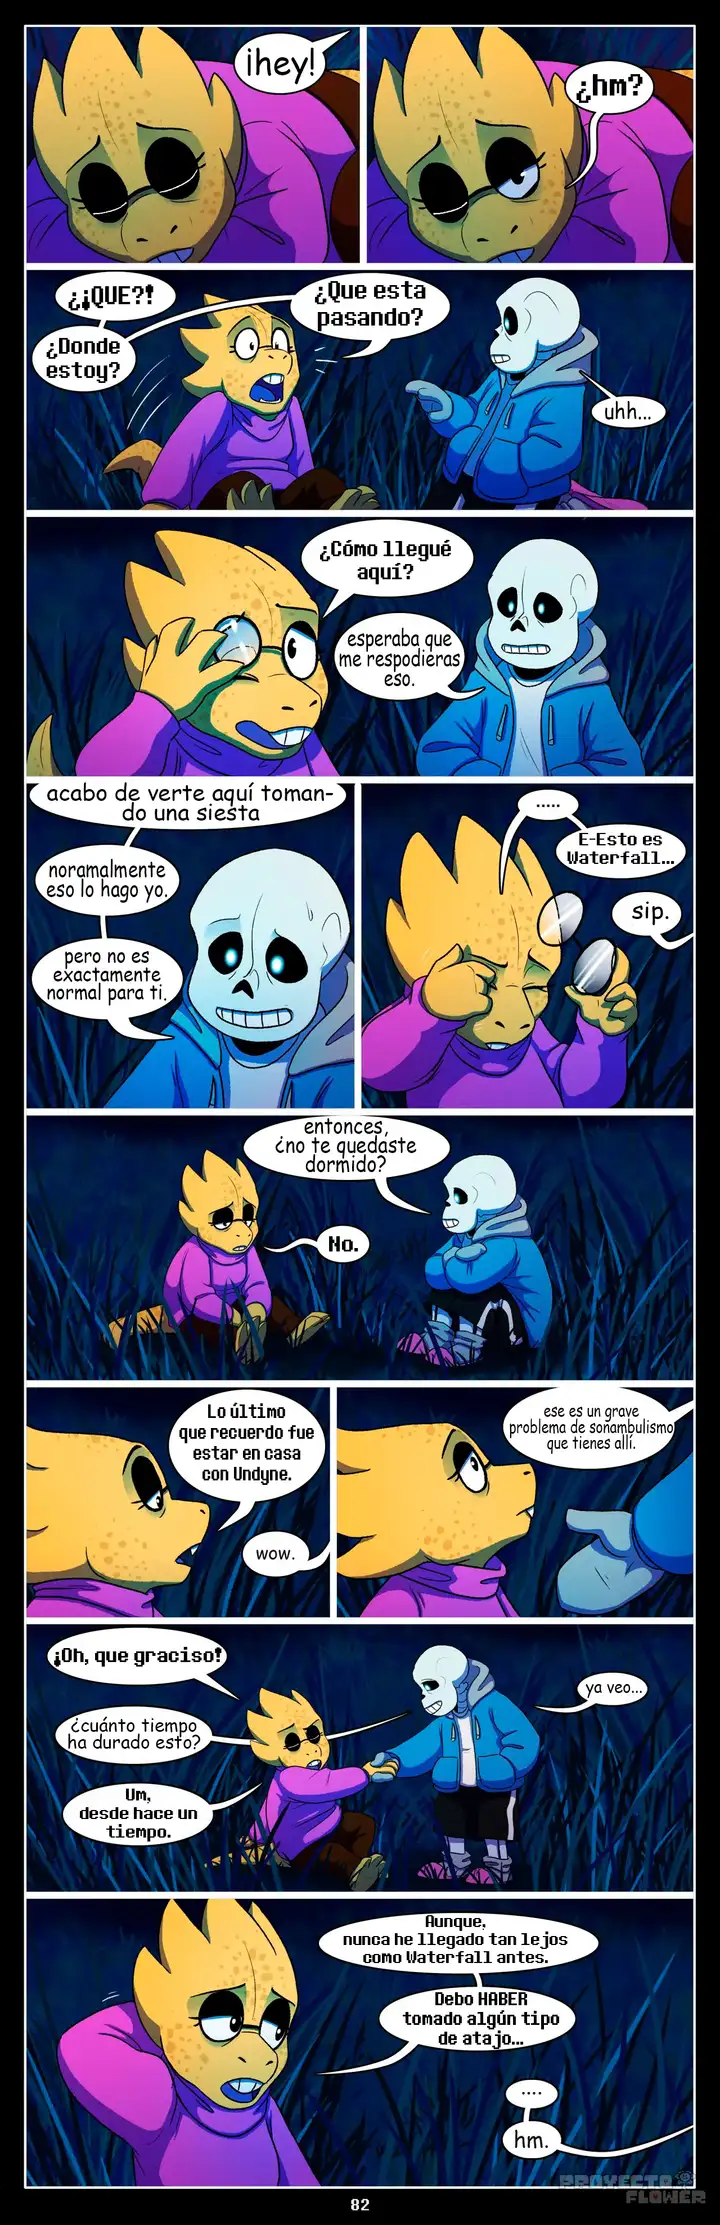 ¡hey!
¿hm?
¿¡QUE?!
¿Donde
estoy?
¿Que esta
pasando?
uhh...
¿Cómo llegué
aquí?
esperaba que
me respodieras
eso.
acabo de verte aquí toman-
do una siesta
noramalmente
eso lo hago yo.
pero no es
exactamente
normal para ti.
.....
E-Esto es
Waterfall...
sip.
entonces,
¿no te quedaste
dormido?
No.
Lo último
que recuerdo fue
estar en casa
con Undyne.
wow.
ese es un grave
problema de sonambulismo
que tienes allí.
¡Oh, que graciso!
ya veo...
¿cuánto tiempo
ha durado esto?
Um,
desde hace un
tiempo.
Aunque,
nunca he llegado tan lejos
como Waterfall antes.
Debo HABER
tomado algún tipo
de atajo...
....
hm.
PROYECTO
FLOWER
82